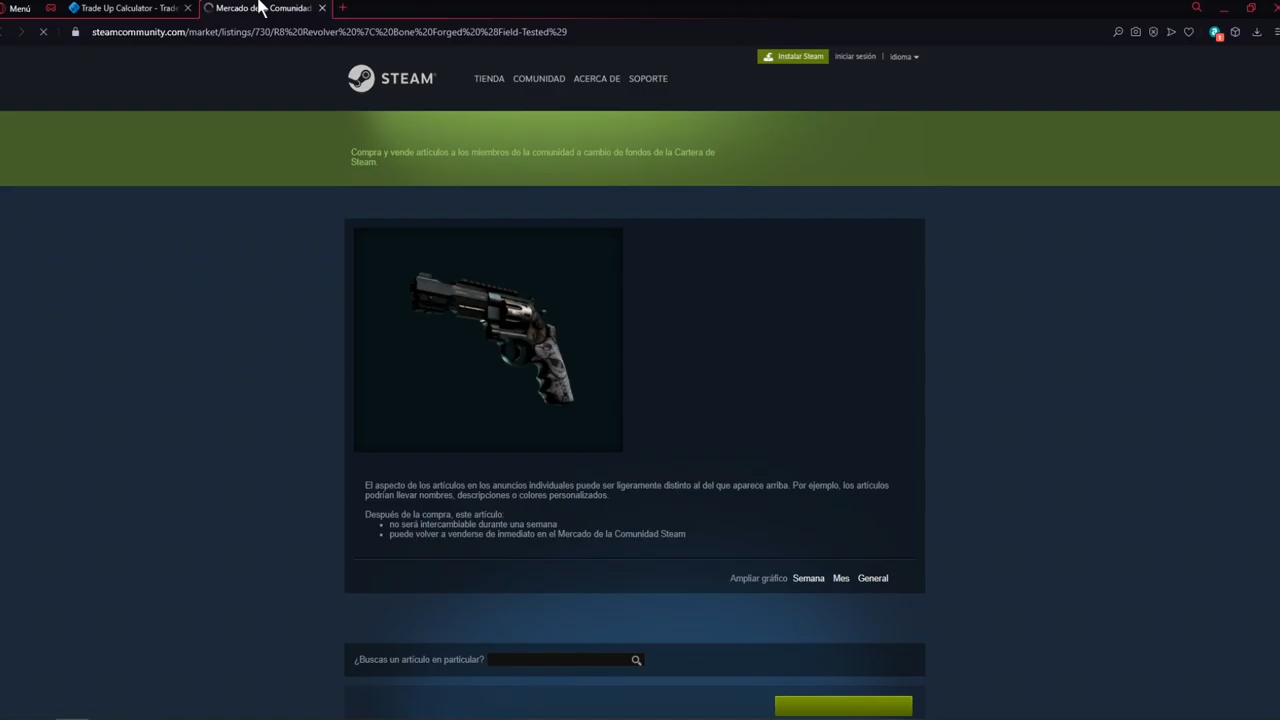 Menú
Trade Up Calculator - Trade
Mercado de Comunidad
steamcommunity.com/market/listings/730/R8%20Revolver%20%7C%20Bone%20Forged%20%28Field-Tested%29
1
Instalar Steam
iniciar sesión | idioma
STEAM
TIENDA COMUNIDAD ACERCA DE SOPORTE
Compra y vende artículos a los miembros de la comunidad a cambio de fondos de la Cartera de
Steam.
El aspecto de los artículos en los anuncios individuales puede ser ligeramente distinto al del que aparece arriba. Por ejemplo, los artículos
podrían llevar nombres, descripciones o colores personalizados.
Después de la compra, este artículo:
• no será intercambiable durante una semana
• puede volver a venderse de inmediato en el Mercado de la Comunidad Steam
Ampliar gráfico Semana Mes General
¿Buscas un artículo en particular?